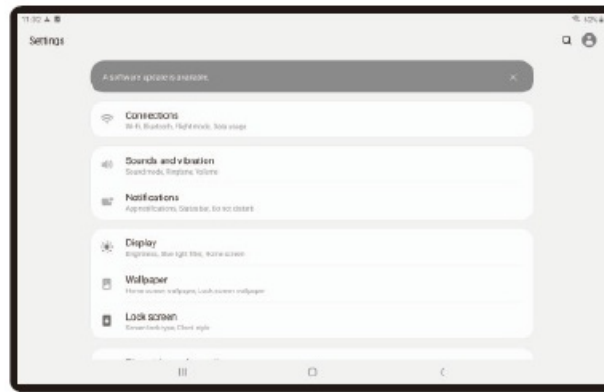 Settings
A software update is available.
Connections
Wi-Fi, Bluetooth, Flight mode, Data usage
Sounds and vibration
Sound mode, Ringtone, Volume
Notifications
App notifications, Status bar, Do not disturb
Display
Brightness, Blue light filter, Home screen
Wallpaper
Home screen wallpaper, Lock screen wallpaper
Lock screen
Screen lock type, Clock style